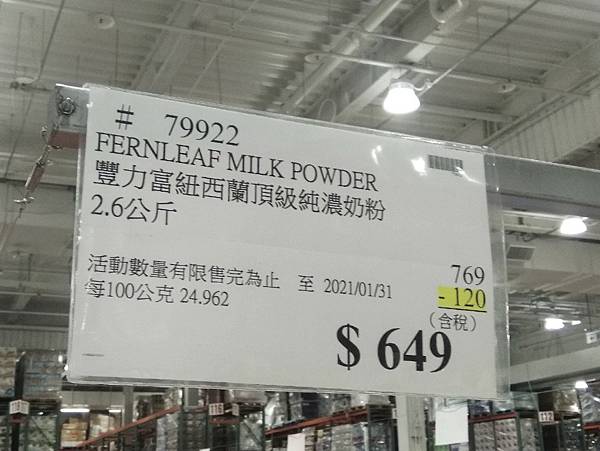 # 79922
FERNLEAF MILK POWDER
豐力富紐西蘭頂級純濃奶粉
2.6公斤
活動數量有限售完為止 至 2021/01/31
每100公克 24.962
769
- 120
(含稅)
$ 649
116
112